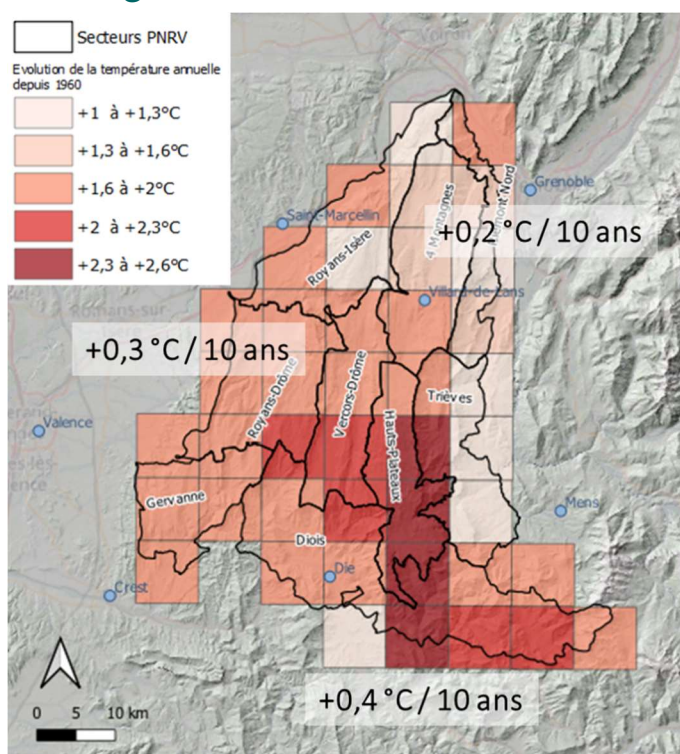 Secteurs PNRV
Evolution de la température annuelle
depuis 1960
+1 à +1,3°C
+1,3 à +1,6°C
+1,6 à +2°C
+2 à +2,3°C
+2,3 à +2,6°C
Voiron
Grenoble
Saint-Marcellin
4 Montagnes
Nord
+0,2 °C / 10 ans
Royans-Isère
Villard-de-Lans
Romans-sur-
+0,3 °C / 10 ans
Royans-Drôme
Vercors-Drôme
Trièves
Hauts-Plateaux
Valence
Gervanne
Mens
Diois
Die
Crest
+0,4 °C / 10 ans
0 5 10 km